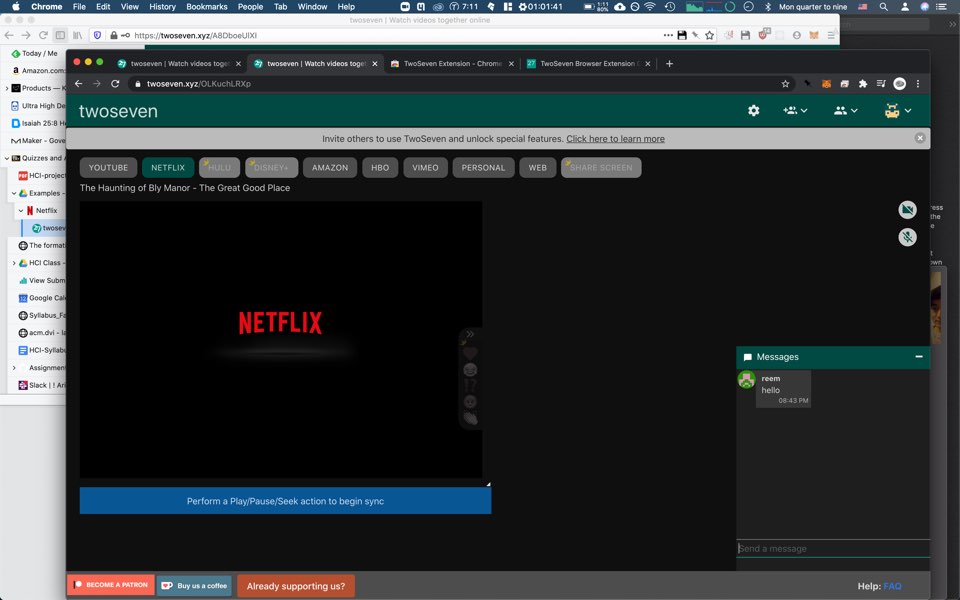 Chrome File Edit View History Bookmarks People Tab Window Help 7:11 01:01:41 1:11 80% Mon quarter to nine
twoseven | Watch videos together online
https://twoseven.xyz/A8DboeUlXI
Today / Me
Amazon.com:
Products —
Ultra High De
Isaiah 25:8 H
Maker - Gove
Quizzes and A
HCI-project
Examples -
Netflix
twosev
The format
HCI Class -
View Subm
Google Cal
Syllabus_Fa
acm.dvi - la
HCI-Syllab
Assignment
Slack | ! Ari
twoseven | Watch videos toget
twoseven | Watch videos toget
TwoSeven Extension - Chrome
TwoSeven Browser Extension
twoseven.xyz/OLKuchLRXp
twoseven
Invite others to use TwoSeven and unlock special features. Click here to learn more
YOUTUBE NETFLIX HULU DISNEY+ AMAZON HBO VIMEO PERSONAL WEB SHARE SCREEN
The Haunting of Bly Manor - The Great Good Place
NETFLIX
Perform a Play/Pause/Seek action to begin sync
Messages
reem
hello
08:43 PM
Send a message
BECOME A PATRON
Buy us a coffee
Already supporting us?
Help: FAQ